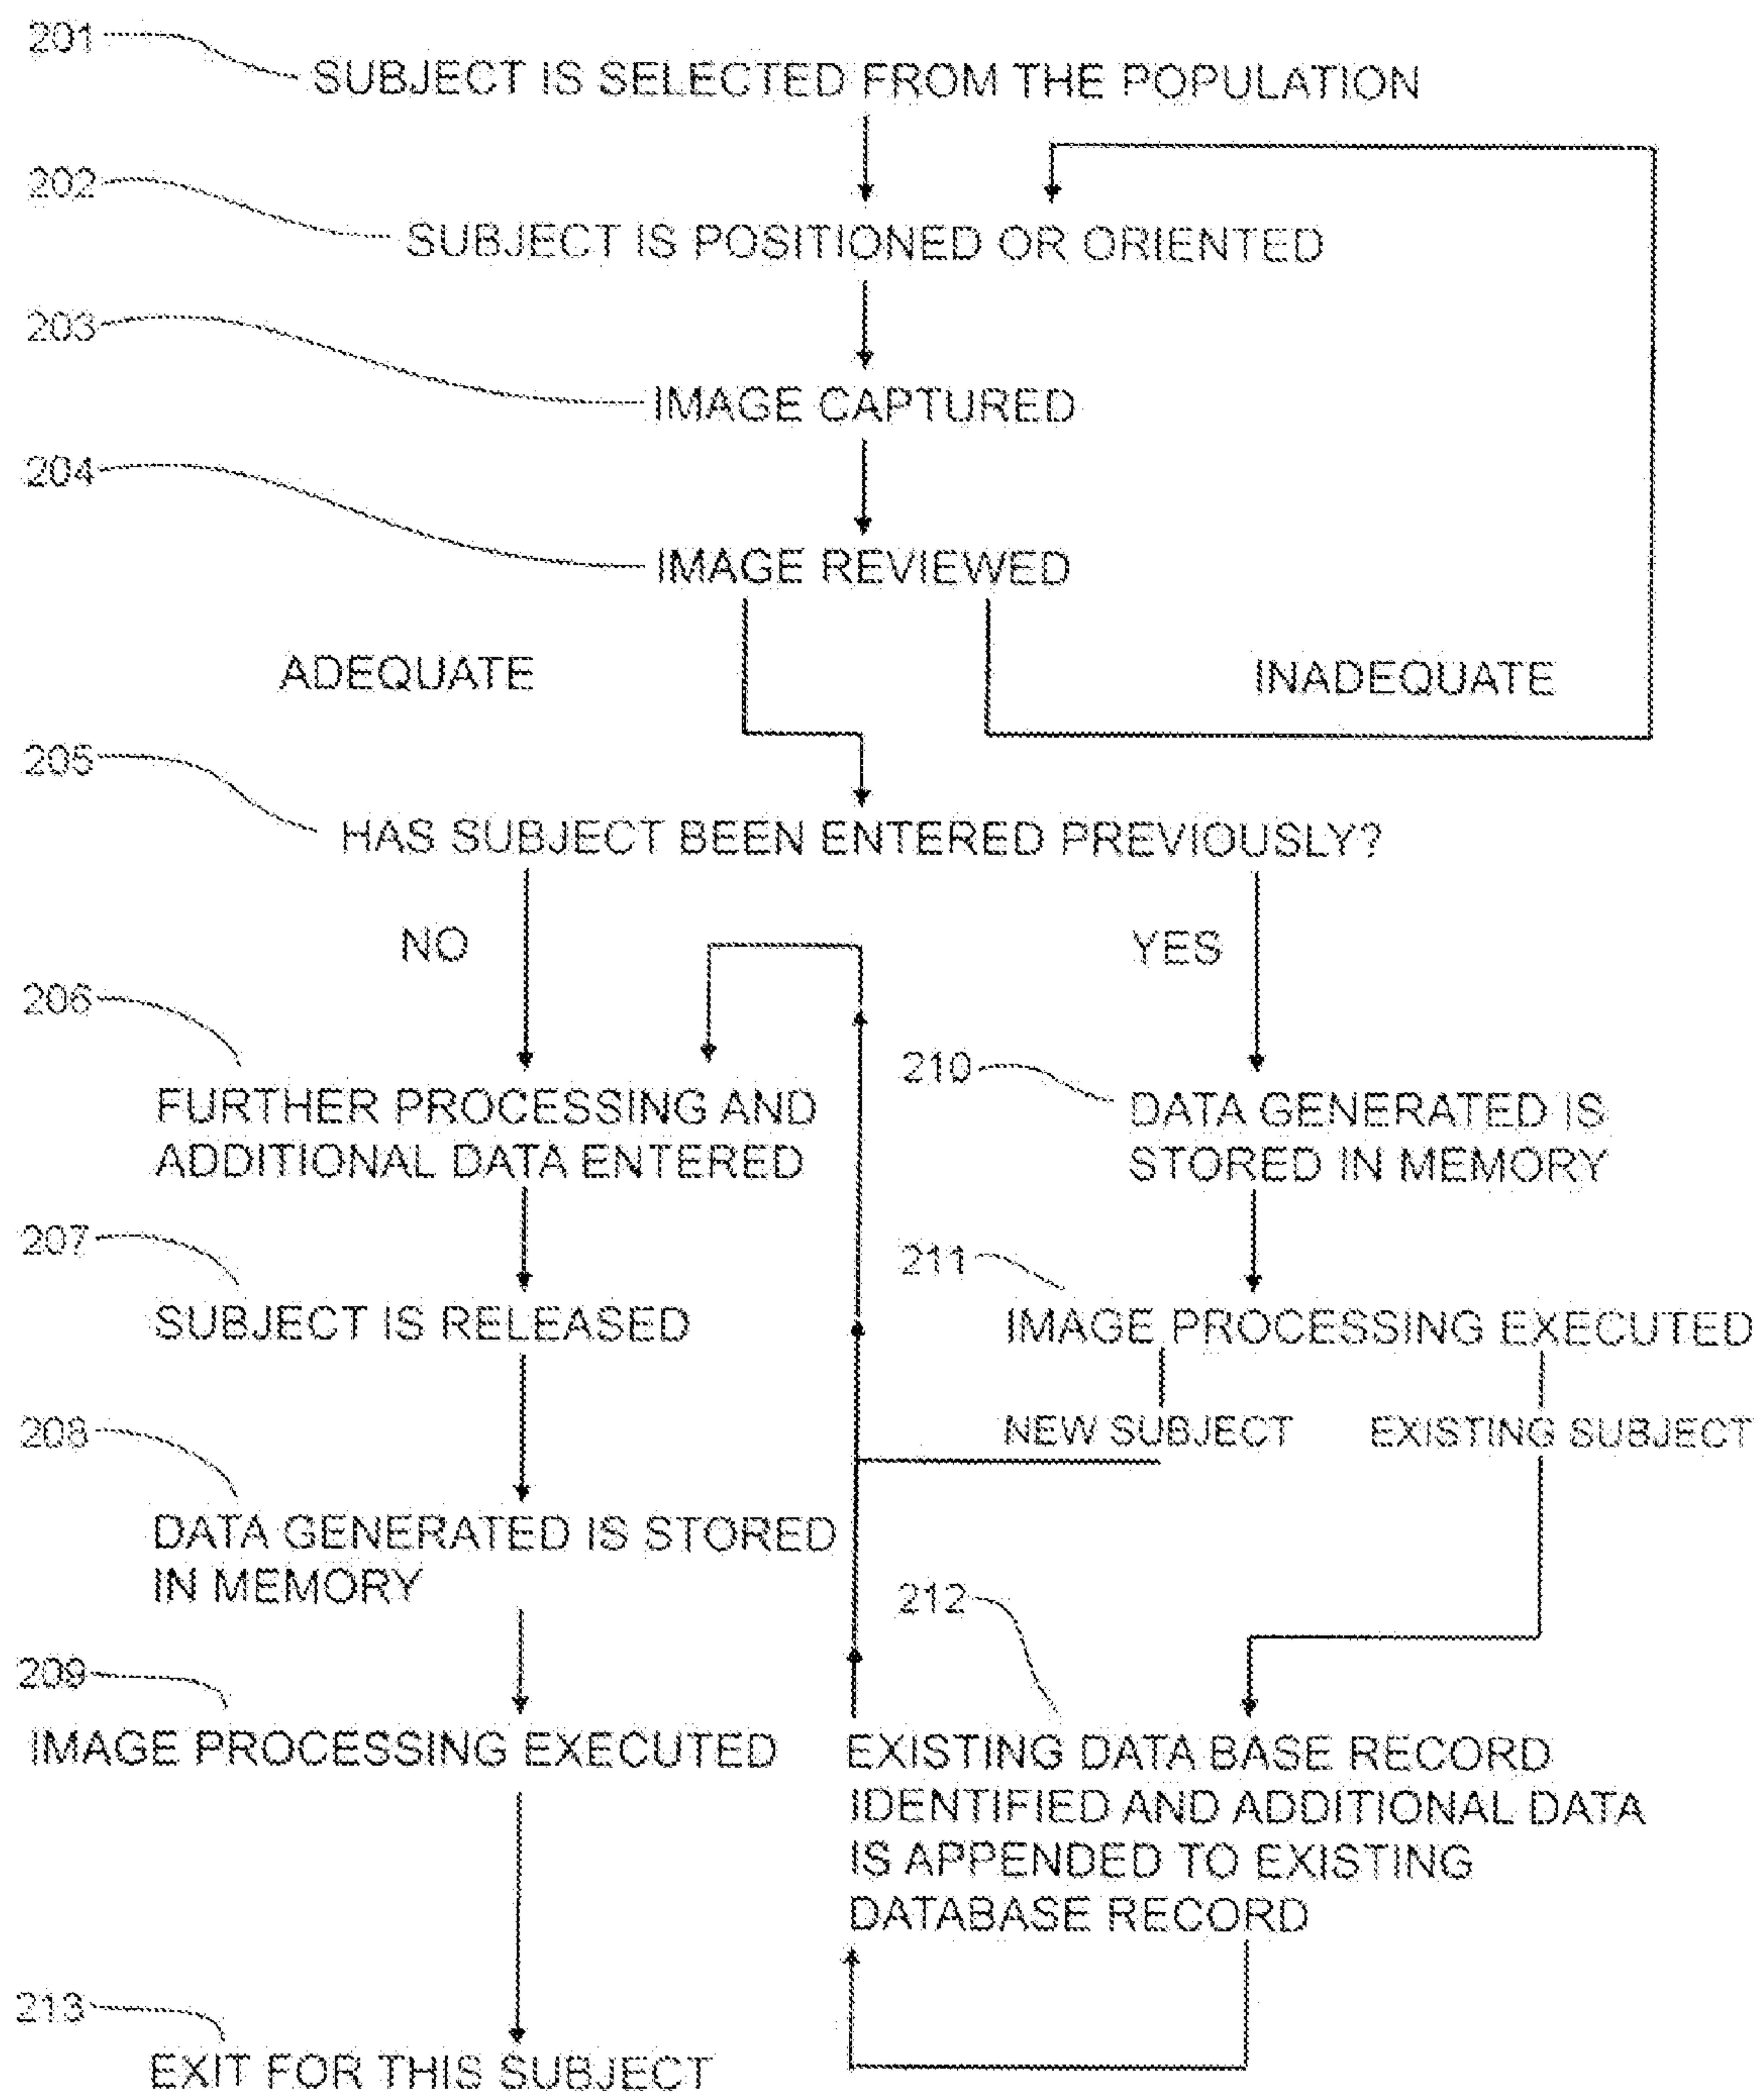 201
SUBJECT IS SELECTED FROM THE POPULATION
202
SUBJECT IS POSITIONED OR ORIENTED
203
IMAGE CAPTURED
204
IMAGE REVIEWED
ADEQUATE
INADEQUATE
205
HAS SUBJECT BEEN ENTERED PREVIOUSLY?
NO
YES
206
FURTHER PROCESSING AND
ADDITIONAL DATA ENTERED
210
DATA GENERATED IS
STORED IN MEMORY
207
SUBJECT IS RELEASED
211
IMAGE PROCESSING EXECUTED
NEW SUBJECT
EXISTING SUBJECT
208
DATA GENERATED IS STORED
IN MEMORY
212
EXISTING DATA BASE RECORD
IDENTIFIED AND ADDITIONAL DATA
IS APPENDED TO EXISTING
DATABASE RECORD
209
IMAGE PROCESSING EXECUTED
213
EXIT FOR THIS SUBJECT